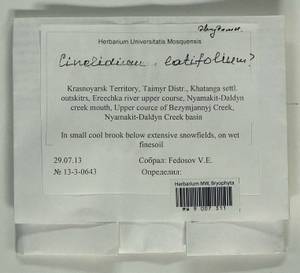 Herbarium Universitatis Mosquensis
Cinclidium latifolium?
Krasnoyarsk Territory, Taimyr Distr., Khatanga settl.
outskitrs, Ereechka river upper course, Nyamakit-Daldyn
creek mouth, Upper cource of Bezymjannyj Creek,
Nyamakit-Daldyn Creek basin
In small cool brook below extensive snowfields, on wet
finesoil
29.07.13 Собрал: Fedosov V.E.
№ 13-3-0643 Определил:
Herbarium MW, Bryophyta